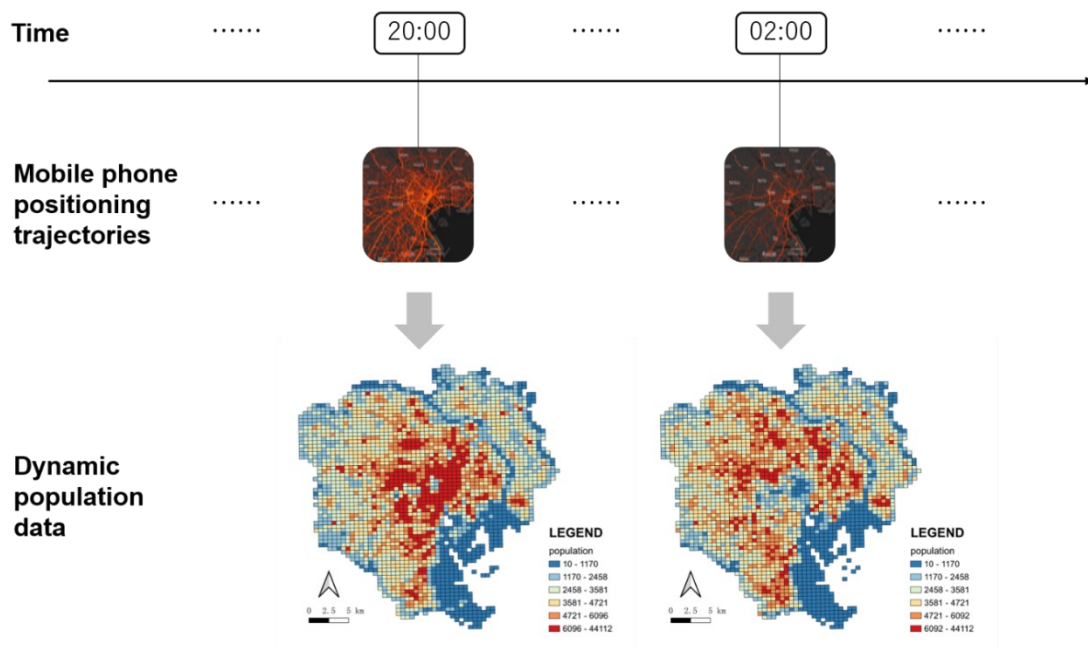 Time
......
20:00
......
02:00
......
Mobile phone
positioning
trajectories
......
......
......
Dynamic
population
data
LEGEND
population
10 - 1170
1170 - 2458
2458 - 3581
3581 - 4721
4721 - 6096
6096 - 44112
0 2.5 5 km
LEGEND
population
10 - 1170
1170 - 2458
2458 - 3581
3581 - 4721
4721 - 6092
6092 - 44112
0 2.5 5 km